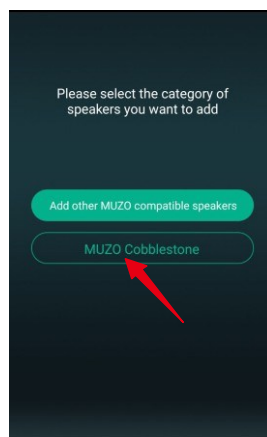 Please select the category of
speakers you want to add
Add other MUZO compatible speakers
MUZO Cobblestone